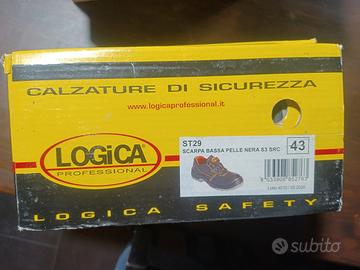 CALZATURE DI SICUREZZA
www.logicaprofessional.it
LOGICA
PROFESSIONAL
ST29
SCARPA BASSA PELLE NERA S3 SRC
43
LOGICA SAFETY
subito